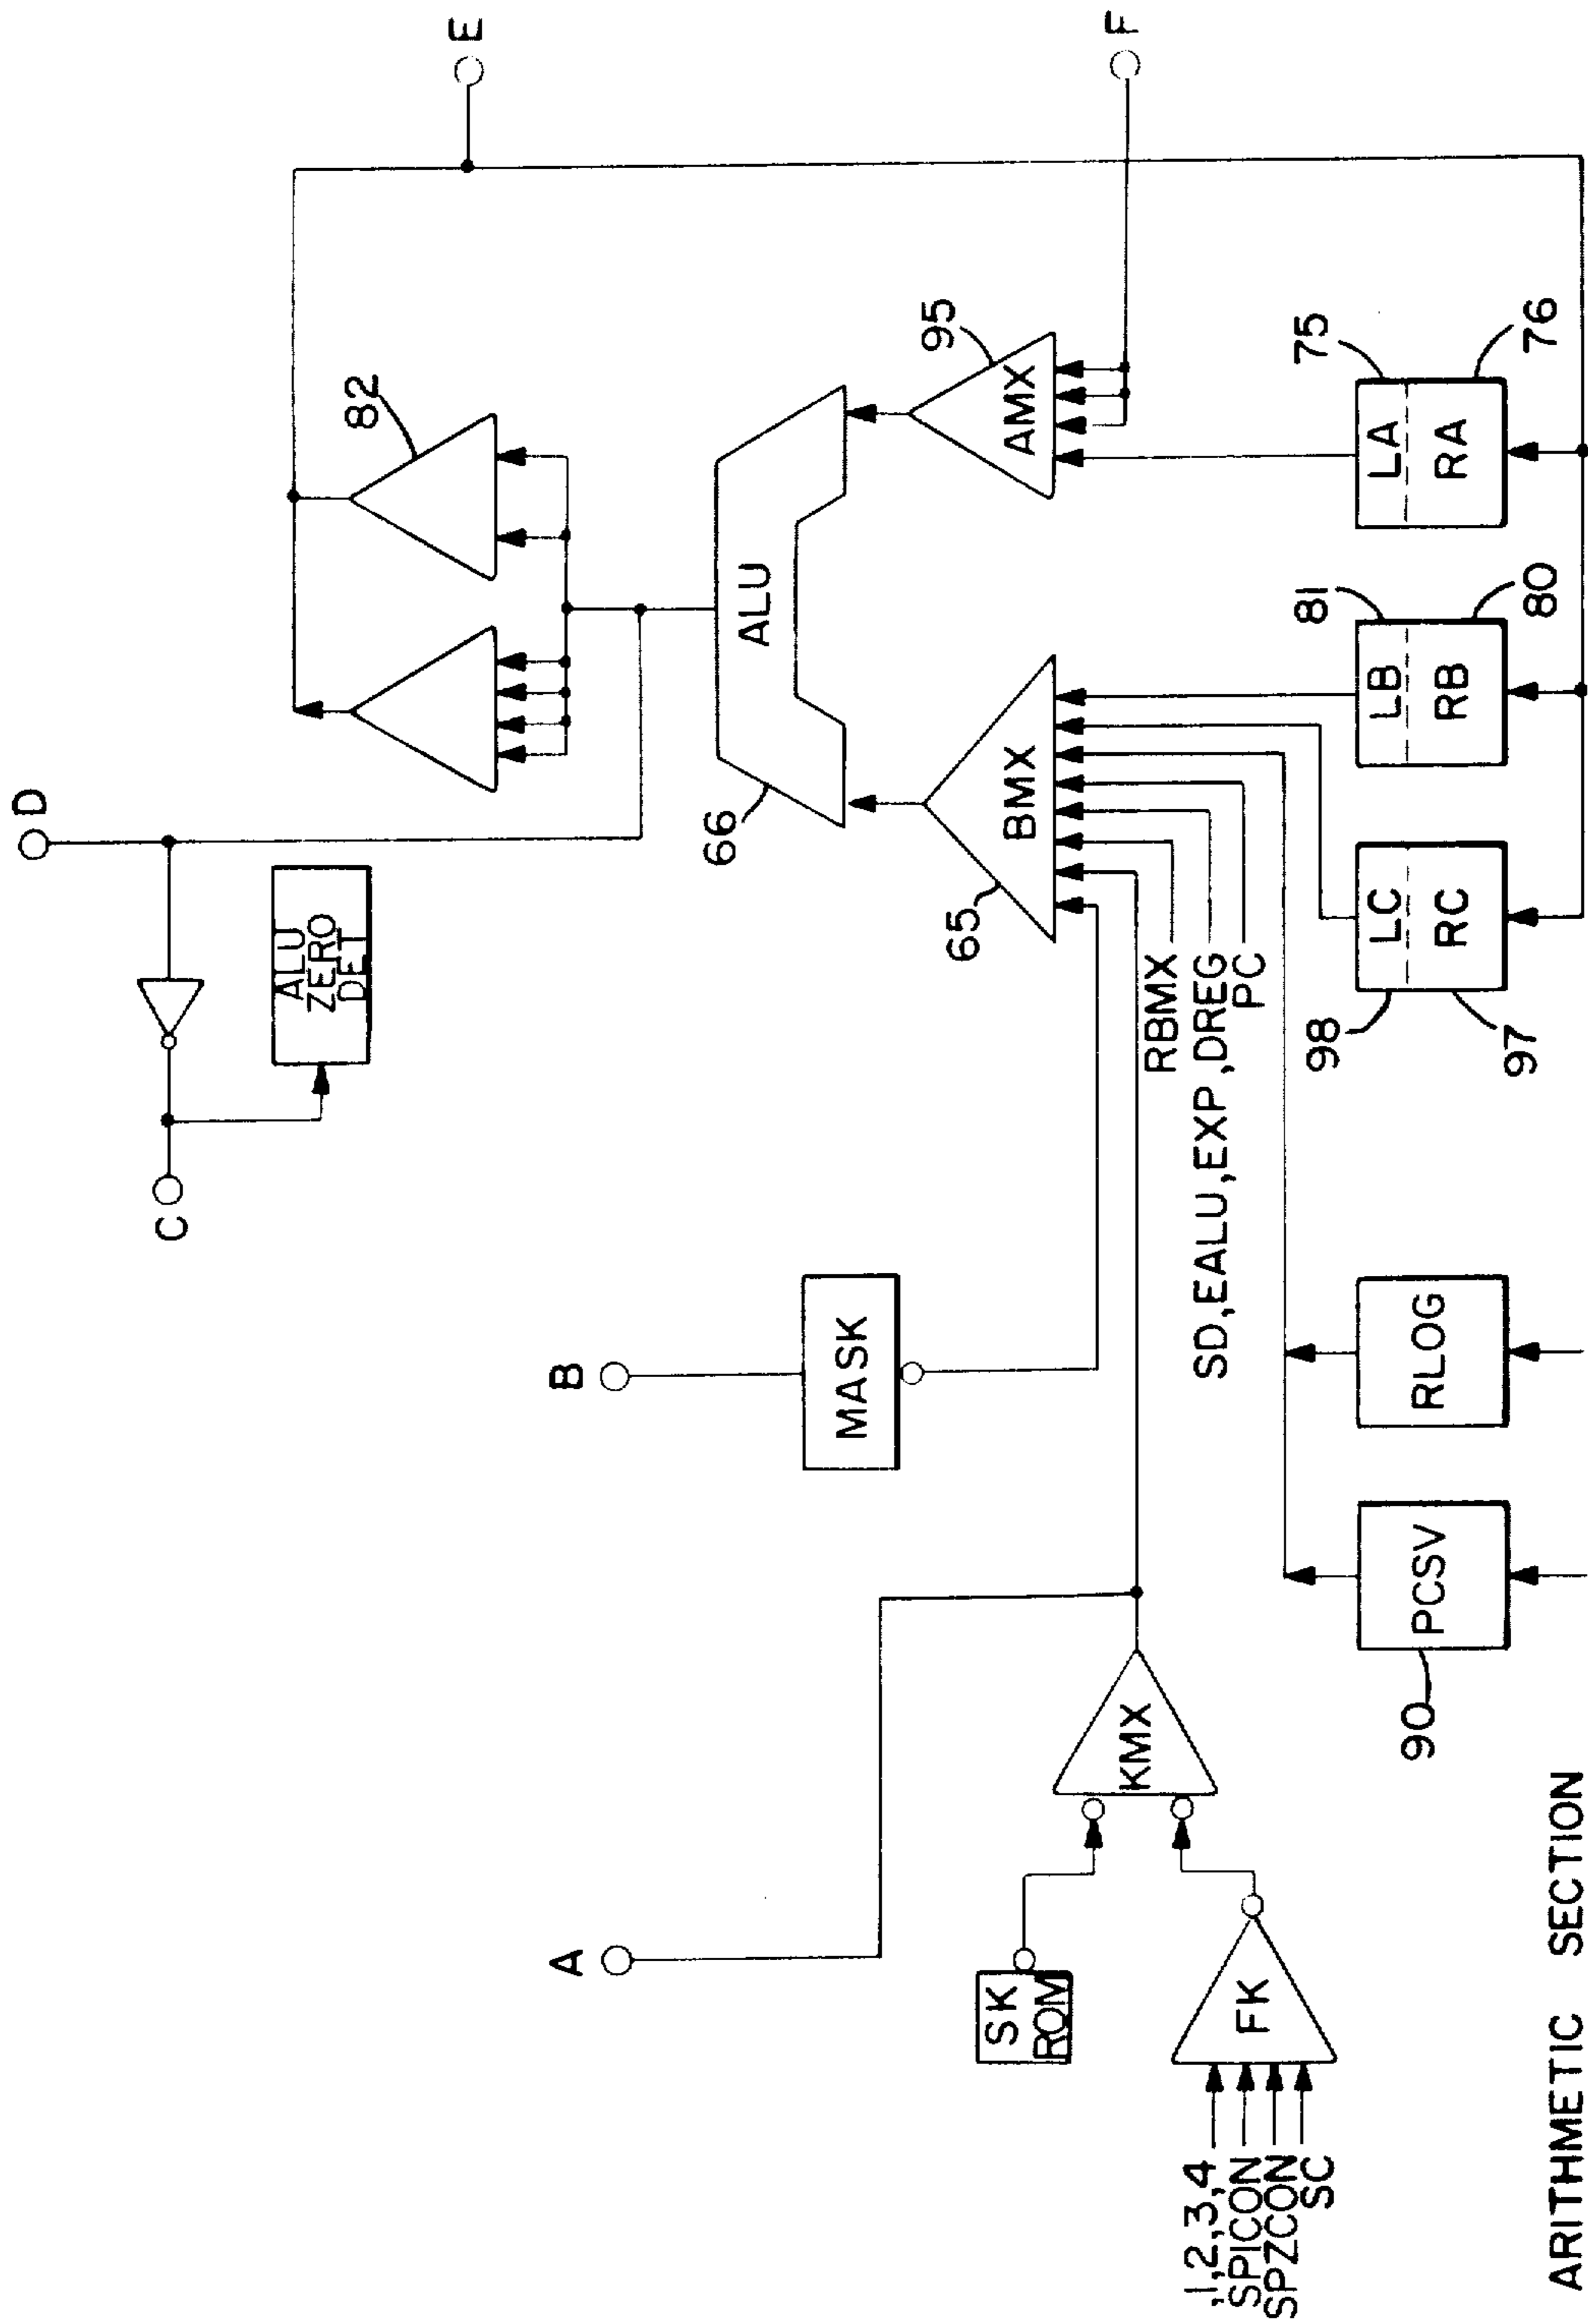 D
E
C
ALU
ZERO
DET
82
B
A
ALU
66
95
F
MASK
BMX
65
AMX
SK
ROM
KMX
RBMX
SD,EALU,EXP,DREG
PC
FK
,1,2,3,4
SPICON
SPZCON
SC
PCSV
90
RLOG
LC
RC
98
97
LB
RB
81
80
LA
RA
75
76
ARITHMETIC SECTION